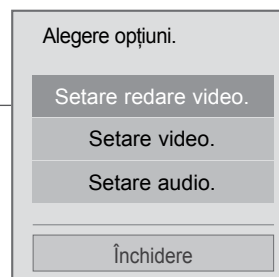 Alegere opțiuni.
Setare redare video.
Setare video.
Setare audio.
Închidere